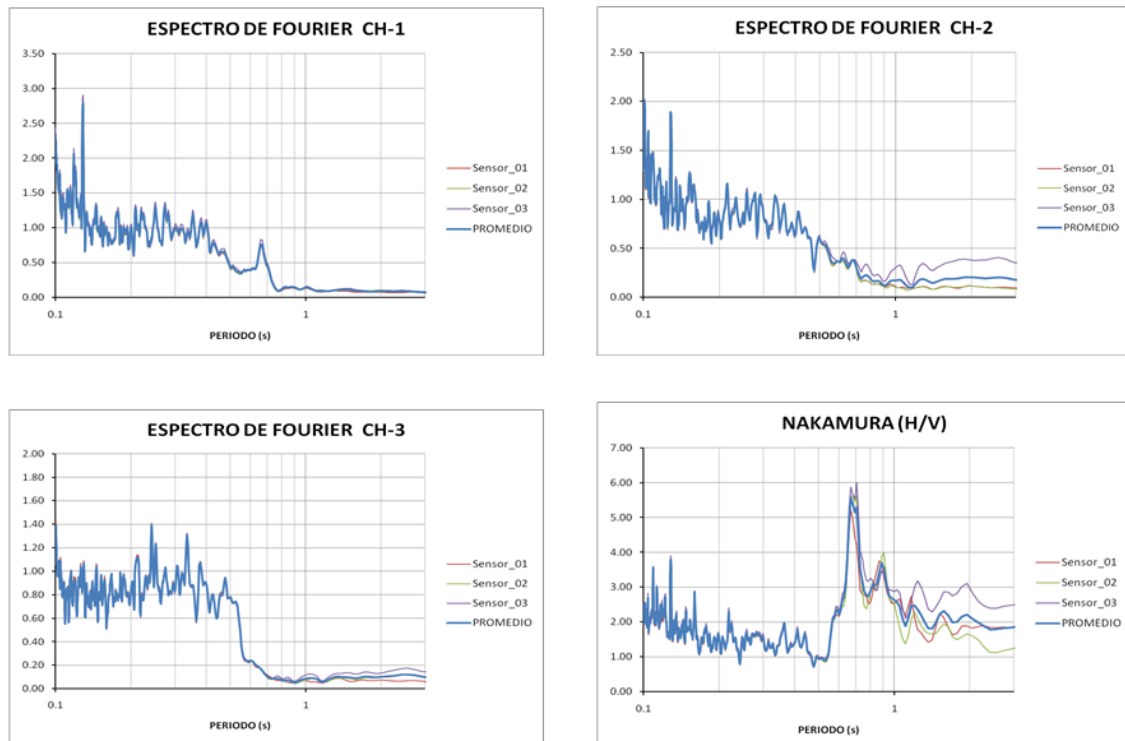 ESPECTRO DE FOURIER CH-1
3.50
3.00
2.50
2.00
1.50
1.00
0.50
0.00
0.1
1
PERIODO (s)
Sensor_01
Sensor_02
Sensor_03
PROMEDIO
ESPECTRO DE FOURIER CH-2
2.50
2.00
1.50
1.00
0.50
0.00
0.1
1
PERIODO (s)
Sensor_01
Sensor_02
Sensor_03
PROMEDIO
ESPECTRO DE FOURIER CH-3
2.00
1.80
1.60
1.40
1.20
1.00
0.80
0.60
0.40
0.20
0.00
0.1
1
PERIODO (s)
Sensor_01
Sensor_02
Sensor_03
PROMEDIO
NAKAMURA (H/V)
7.00
6.00
5.00
4.00
3.00
2.00
1.00
0.00
0.1
1
PERIODO (s)
Sensor_01
Sensor_02
Sensor_03
PROMEDIO